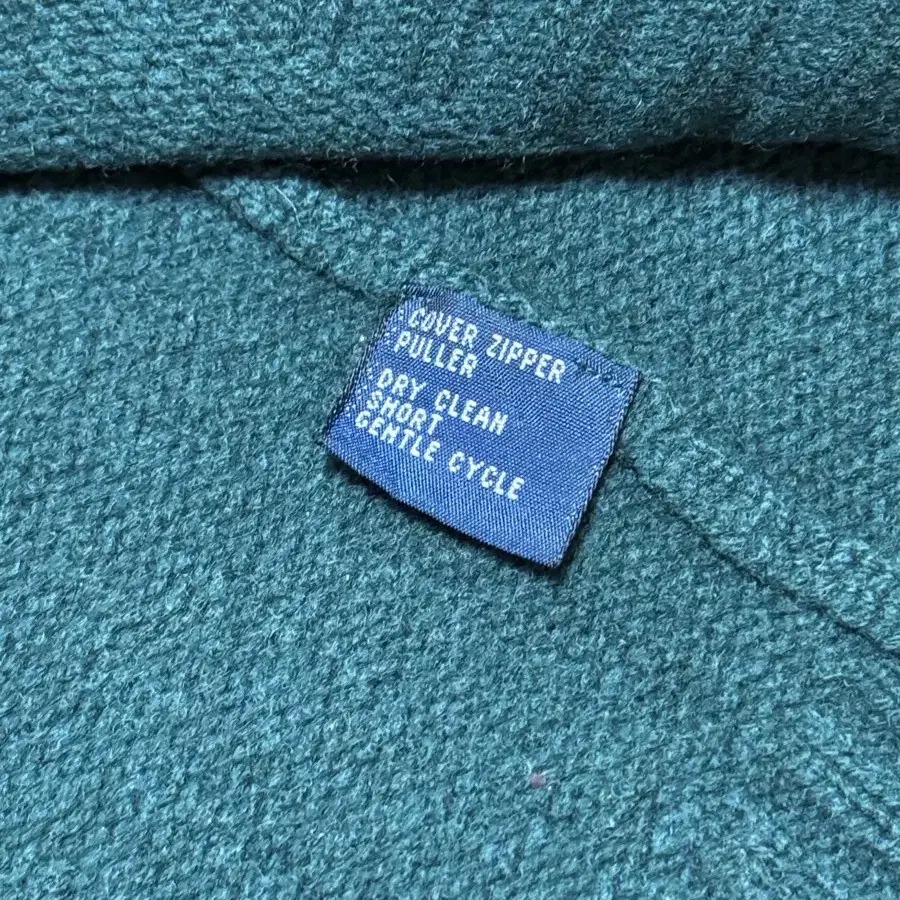 COVER ZIPPER
PULLER
DRY CLEAN
SHORT
GENTLE CYCLE